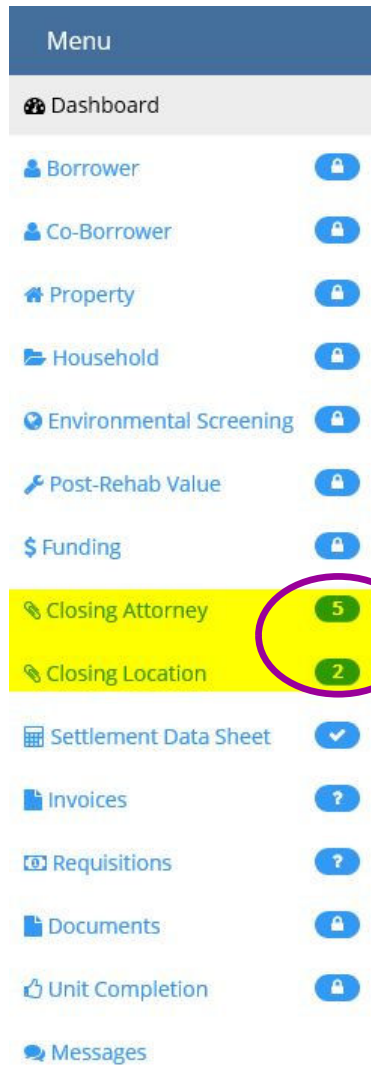 Menu
Dashboard
Borrower
Co-Borrower
Property
Household
Environmental Screening
Post-Rehab Value
$ Funding
Closing Attorney 5
Closing Location 2
Settlement Data Sheet
Invoices ?
Requisitions ?
Documents
Unit Completion
Messages